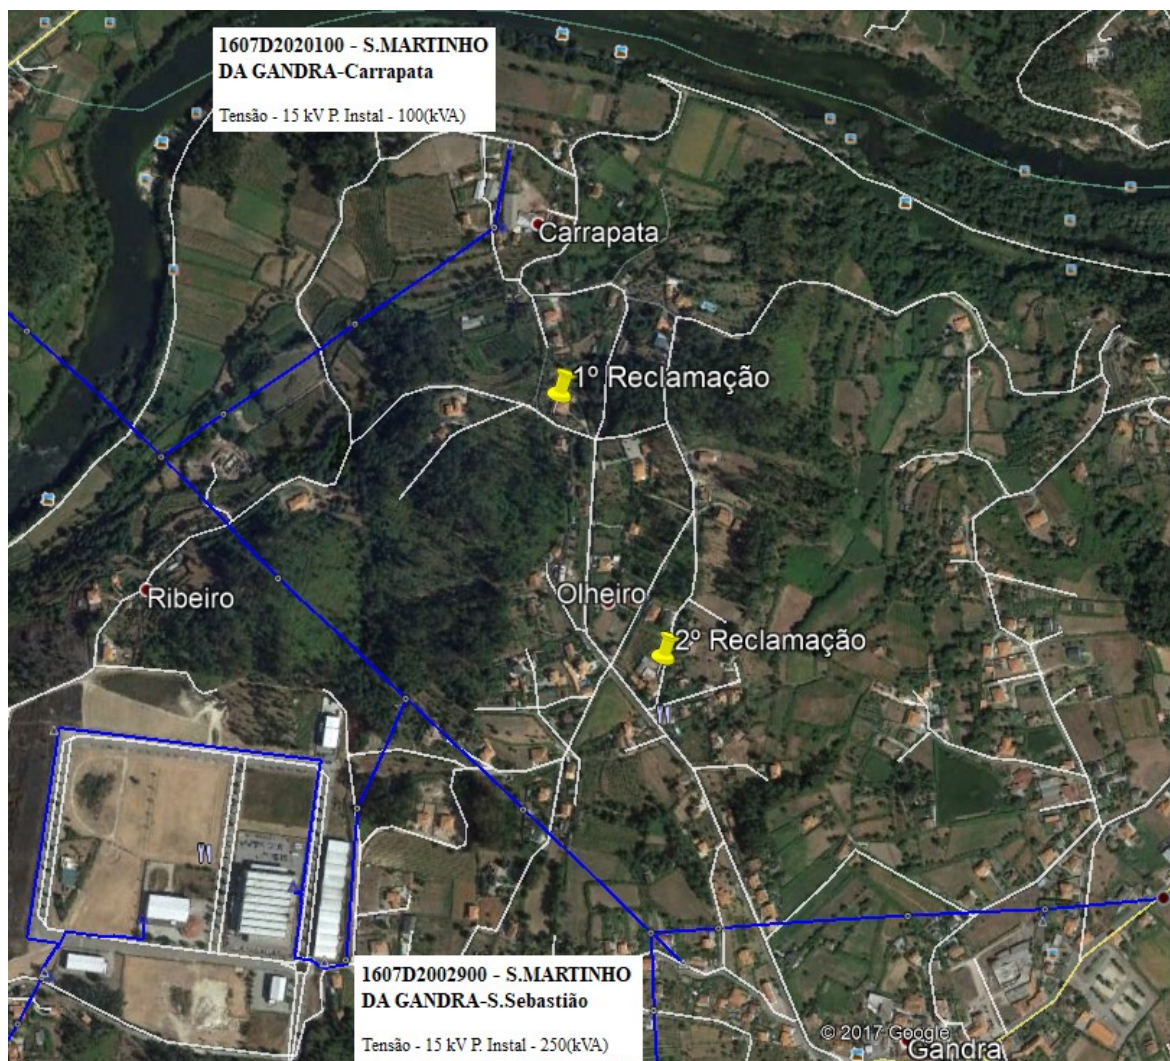 1607D2020100 - S.MARTINHO
DA GANDRA-Carrapata
Tensão - 15 kV P. Instal - 100(kVA)
Carrapata
1º Reclamação
Ribeiro
Olheiro
2º Reclamação
1607D2002900 - S.MARTINHO
DA GANDRA-S.Sebastião
Tensão - 15 kV P. Instal - 250(kVA)
© 2017 Google
Gandra